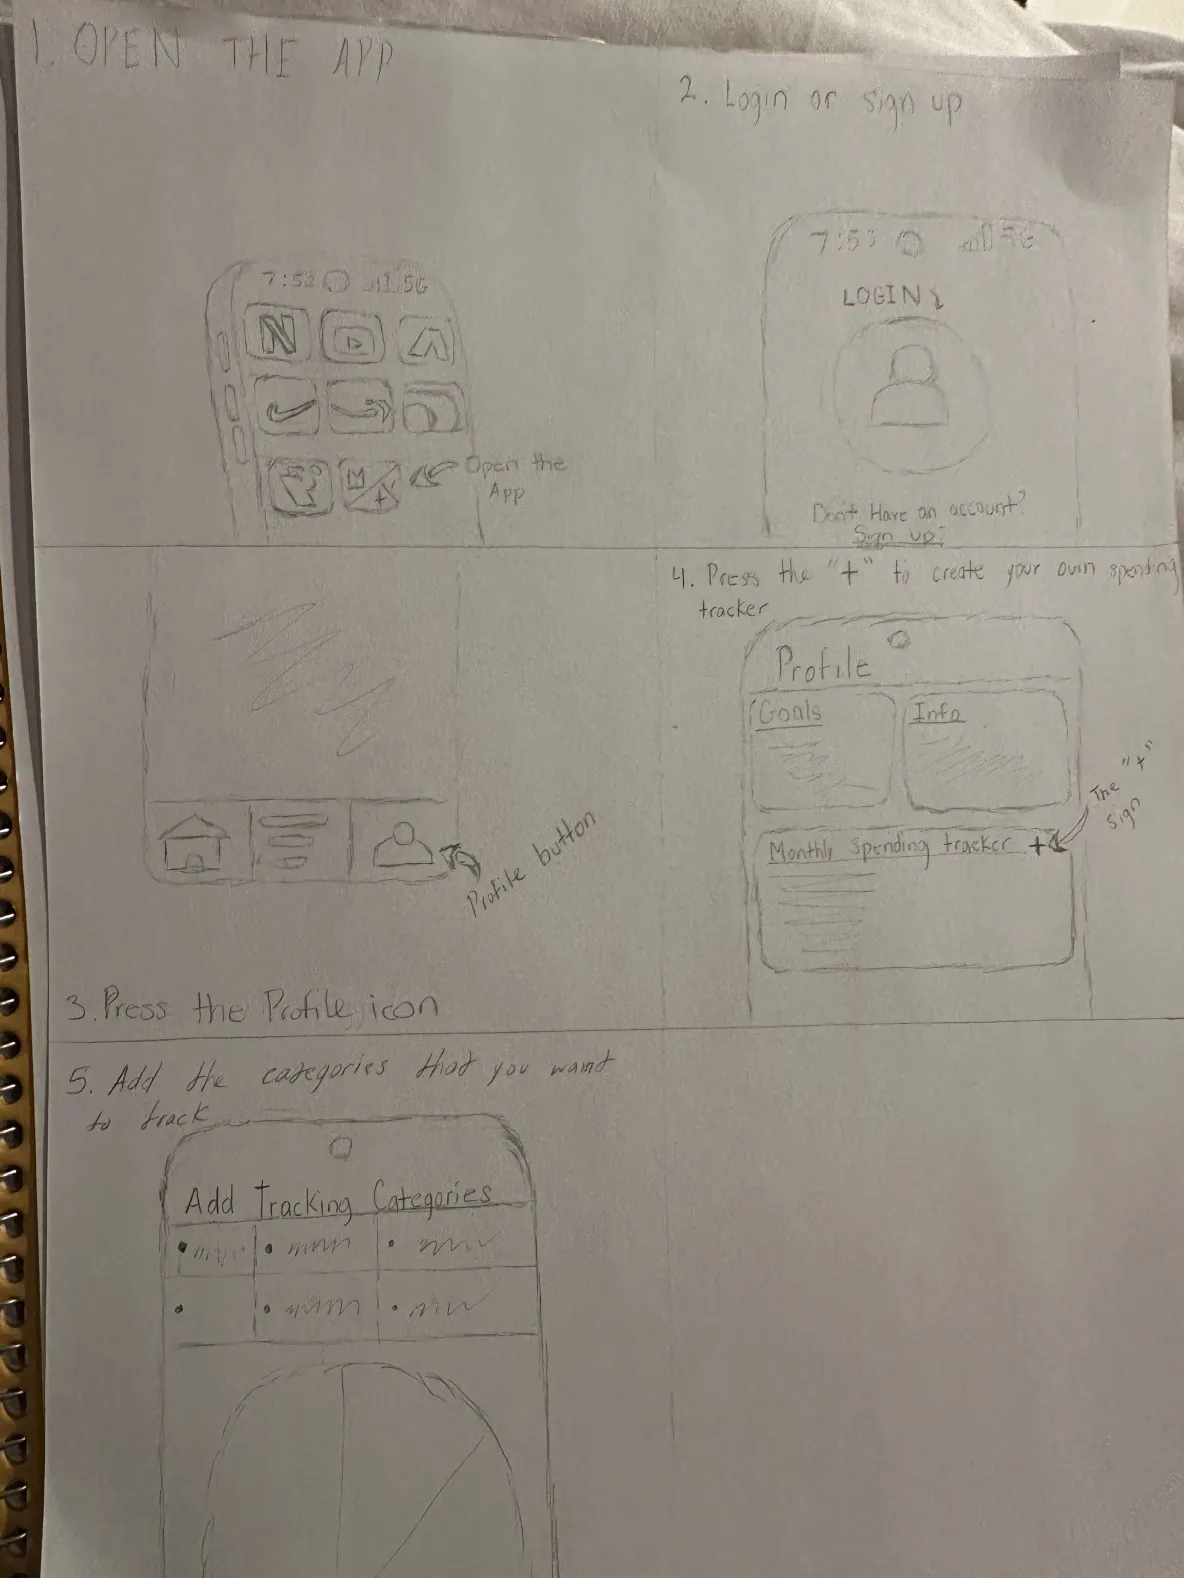 1. OPEN THE APP
7:52 5G
N
M
+
Open the
App
2. Login or sign up
7:53 5G
LOGIN
Don't Have an account?
Sign up:
Profile button
3. Press the Profile icon
4. Press the "+" to create your own spending
tracker
Profile
Goals
Info
Monthly spending tracker +
The "+"
sign
5. Add the categories that you want
to track
Add Tracking Categories